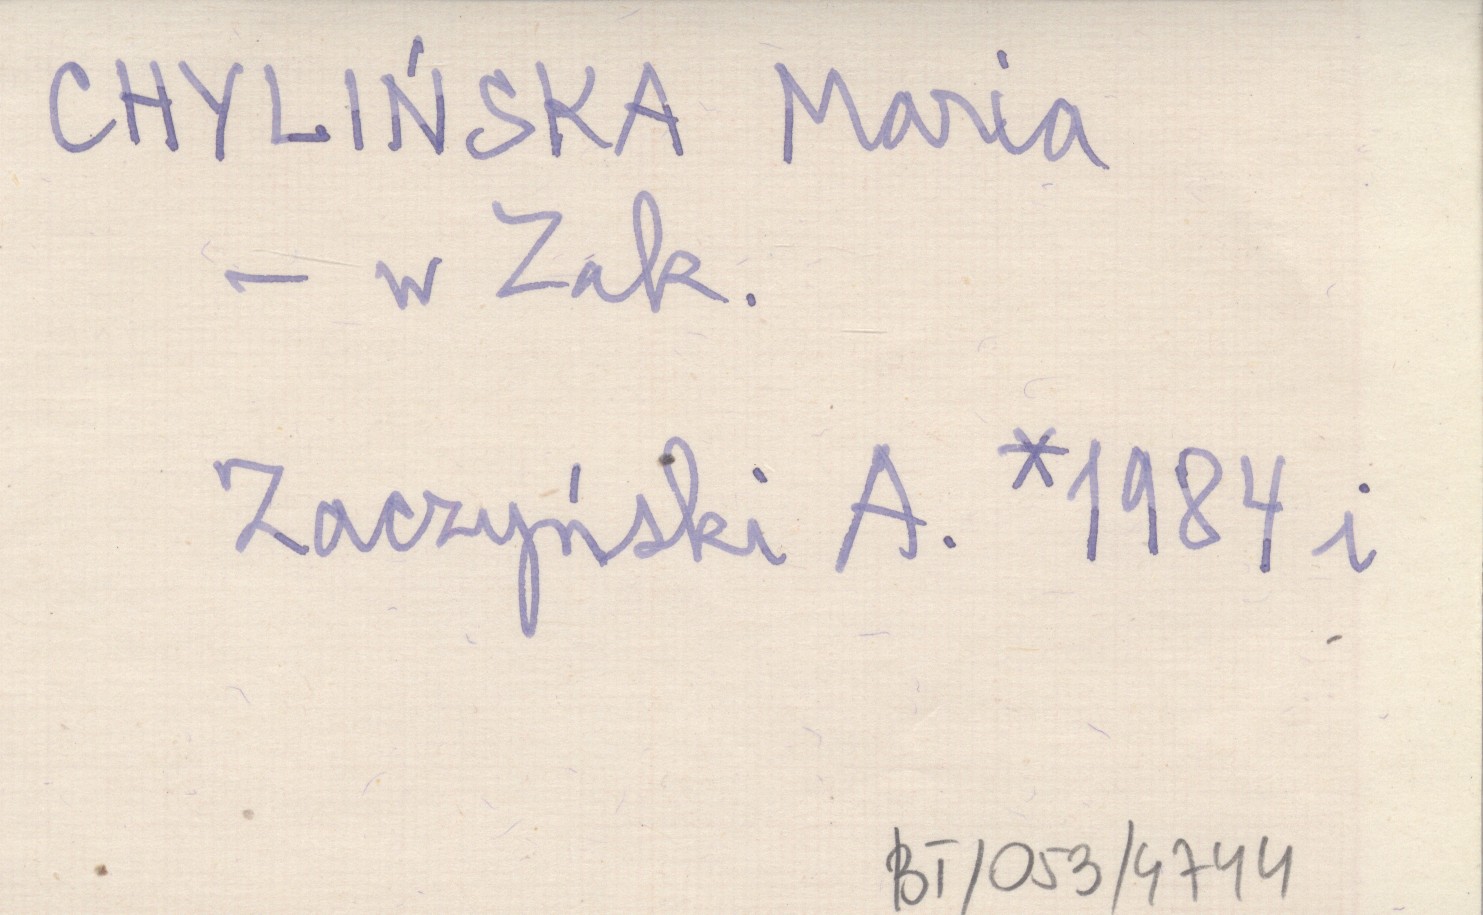 CHYLIŃSKA Maria
– w Zak.
Zaczyński A. *1984 i
BT/053/4744